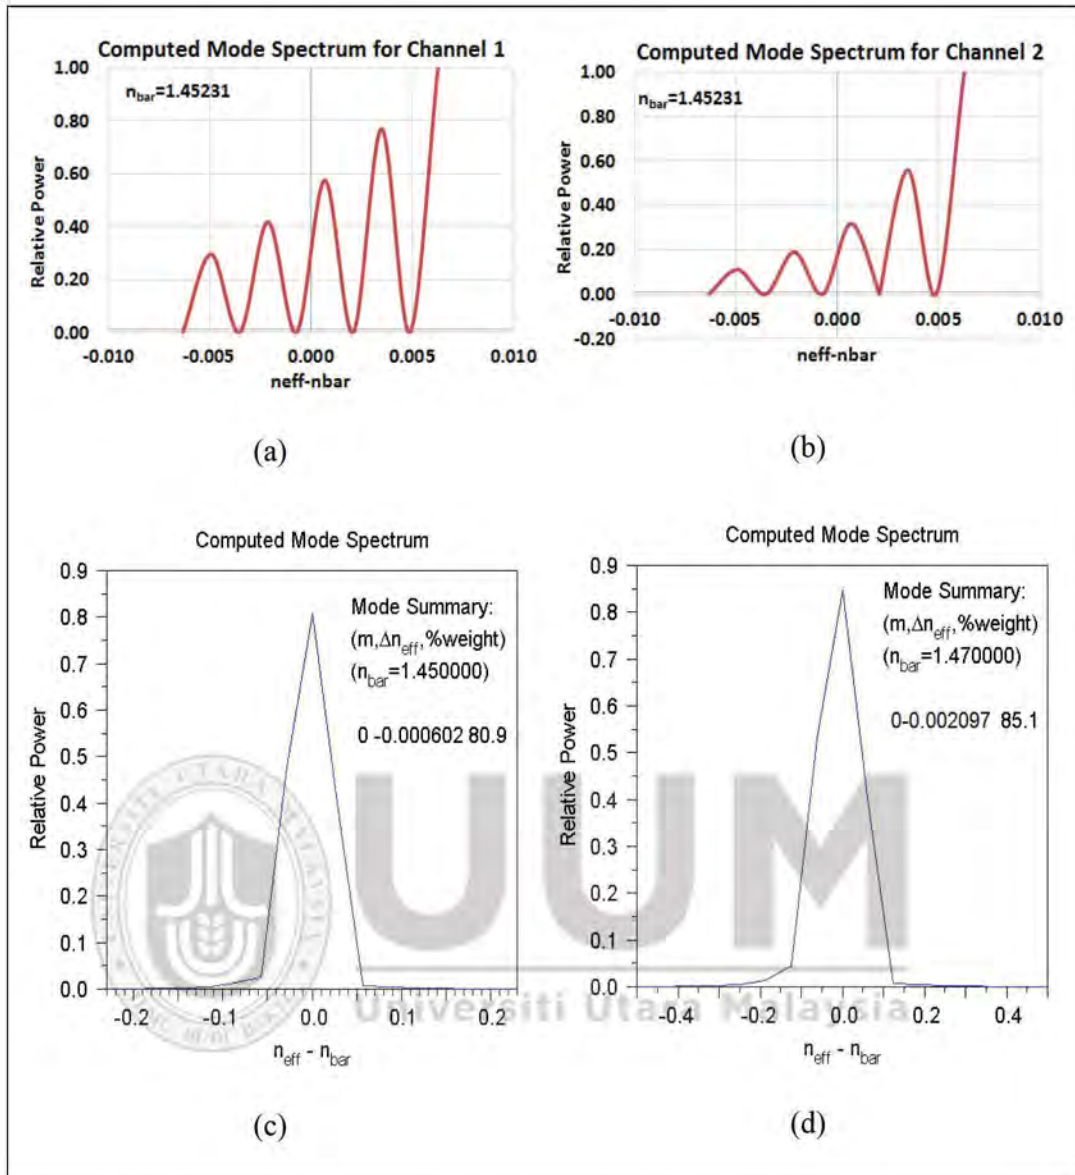 Computed Mode Spectrum for Channel 1
n_bar=1.45231
1.00
0.80
0.60
0.40
0.20
0.00
Relative Power
-0.010 -0.005 0.000 0.005 0.010
neff-nbar
(a)
Computed Mode Spectrum for Channel 2
n_bar=1.45231
1.00
0.80
0.60
0.40
0.20
0.00
-0.20
Relative Power
-0.010 -0.005 0.000 0.005 0.010
neff-nbar
(b)
Computed Mode Spectrum
0.9
0.8
0.7
0.6
0.5
0.4
0.3
0.2
0.1
0.0
Relative Power
Mode Summary:
(m,Δn_eff,%weight)
(n_bar=1.450000)
0 -0.000602 80.9
-0.2 -0.1 0.0 0.1 0.2
n_eff - n_bar
(c)
Computed Mode Spectrum
0.9
0.8
0.7
0.6
0.5
0.4
0.3
0.2
0.1
0.0
Relative Power
Mode Summary:
(m,Δn_eff,%weight)
(n_bar=1.470000)
0-0.002097 85.1
-0.4 -0.2 0.0 0.2 0.4
n_eff - n_bar
(d)
UUM
Universiti Utara Malaysia